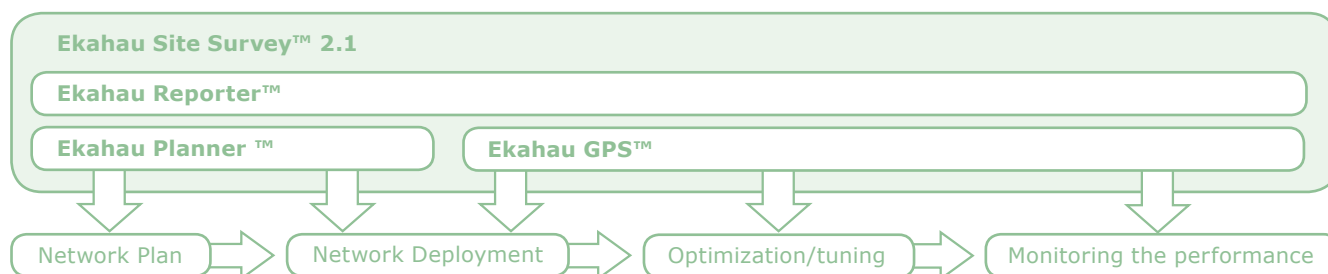 Ekahau Site Survey™ 2.1
Ekahau Reporter™
Ekahau Planner ™
Ekahau GPS™
Network Plan
Network Deployment
Optimization/tuning
Monitoring the performance